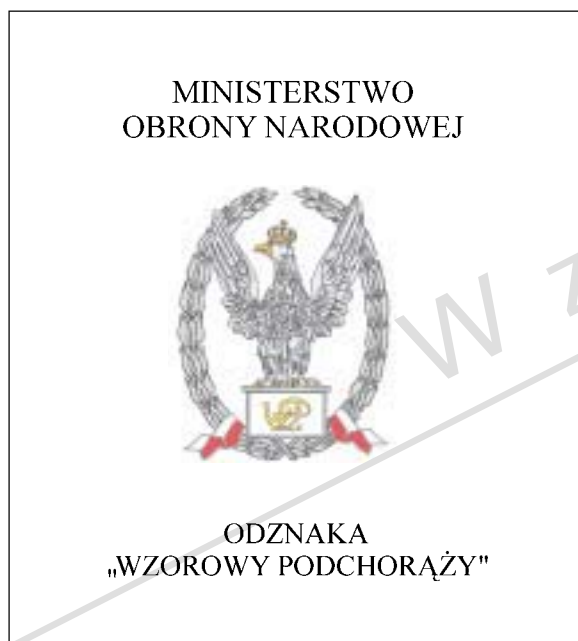 MINISTERSTWO
OBRONY NARODOWEJ
W z
ODZNAKA
„WZOROWY PODCHORĄŻY"